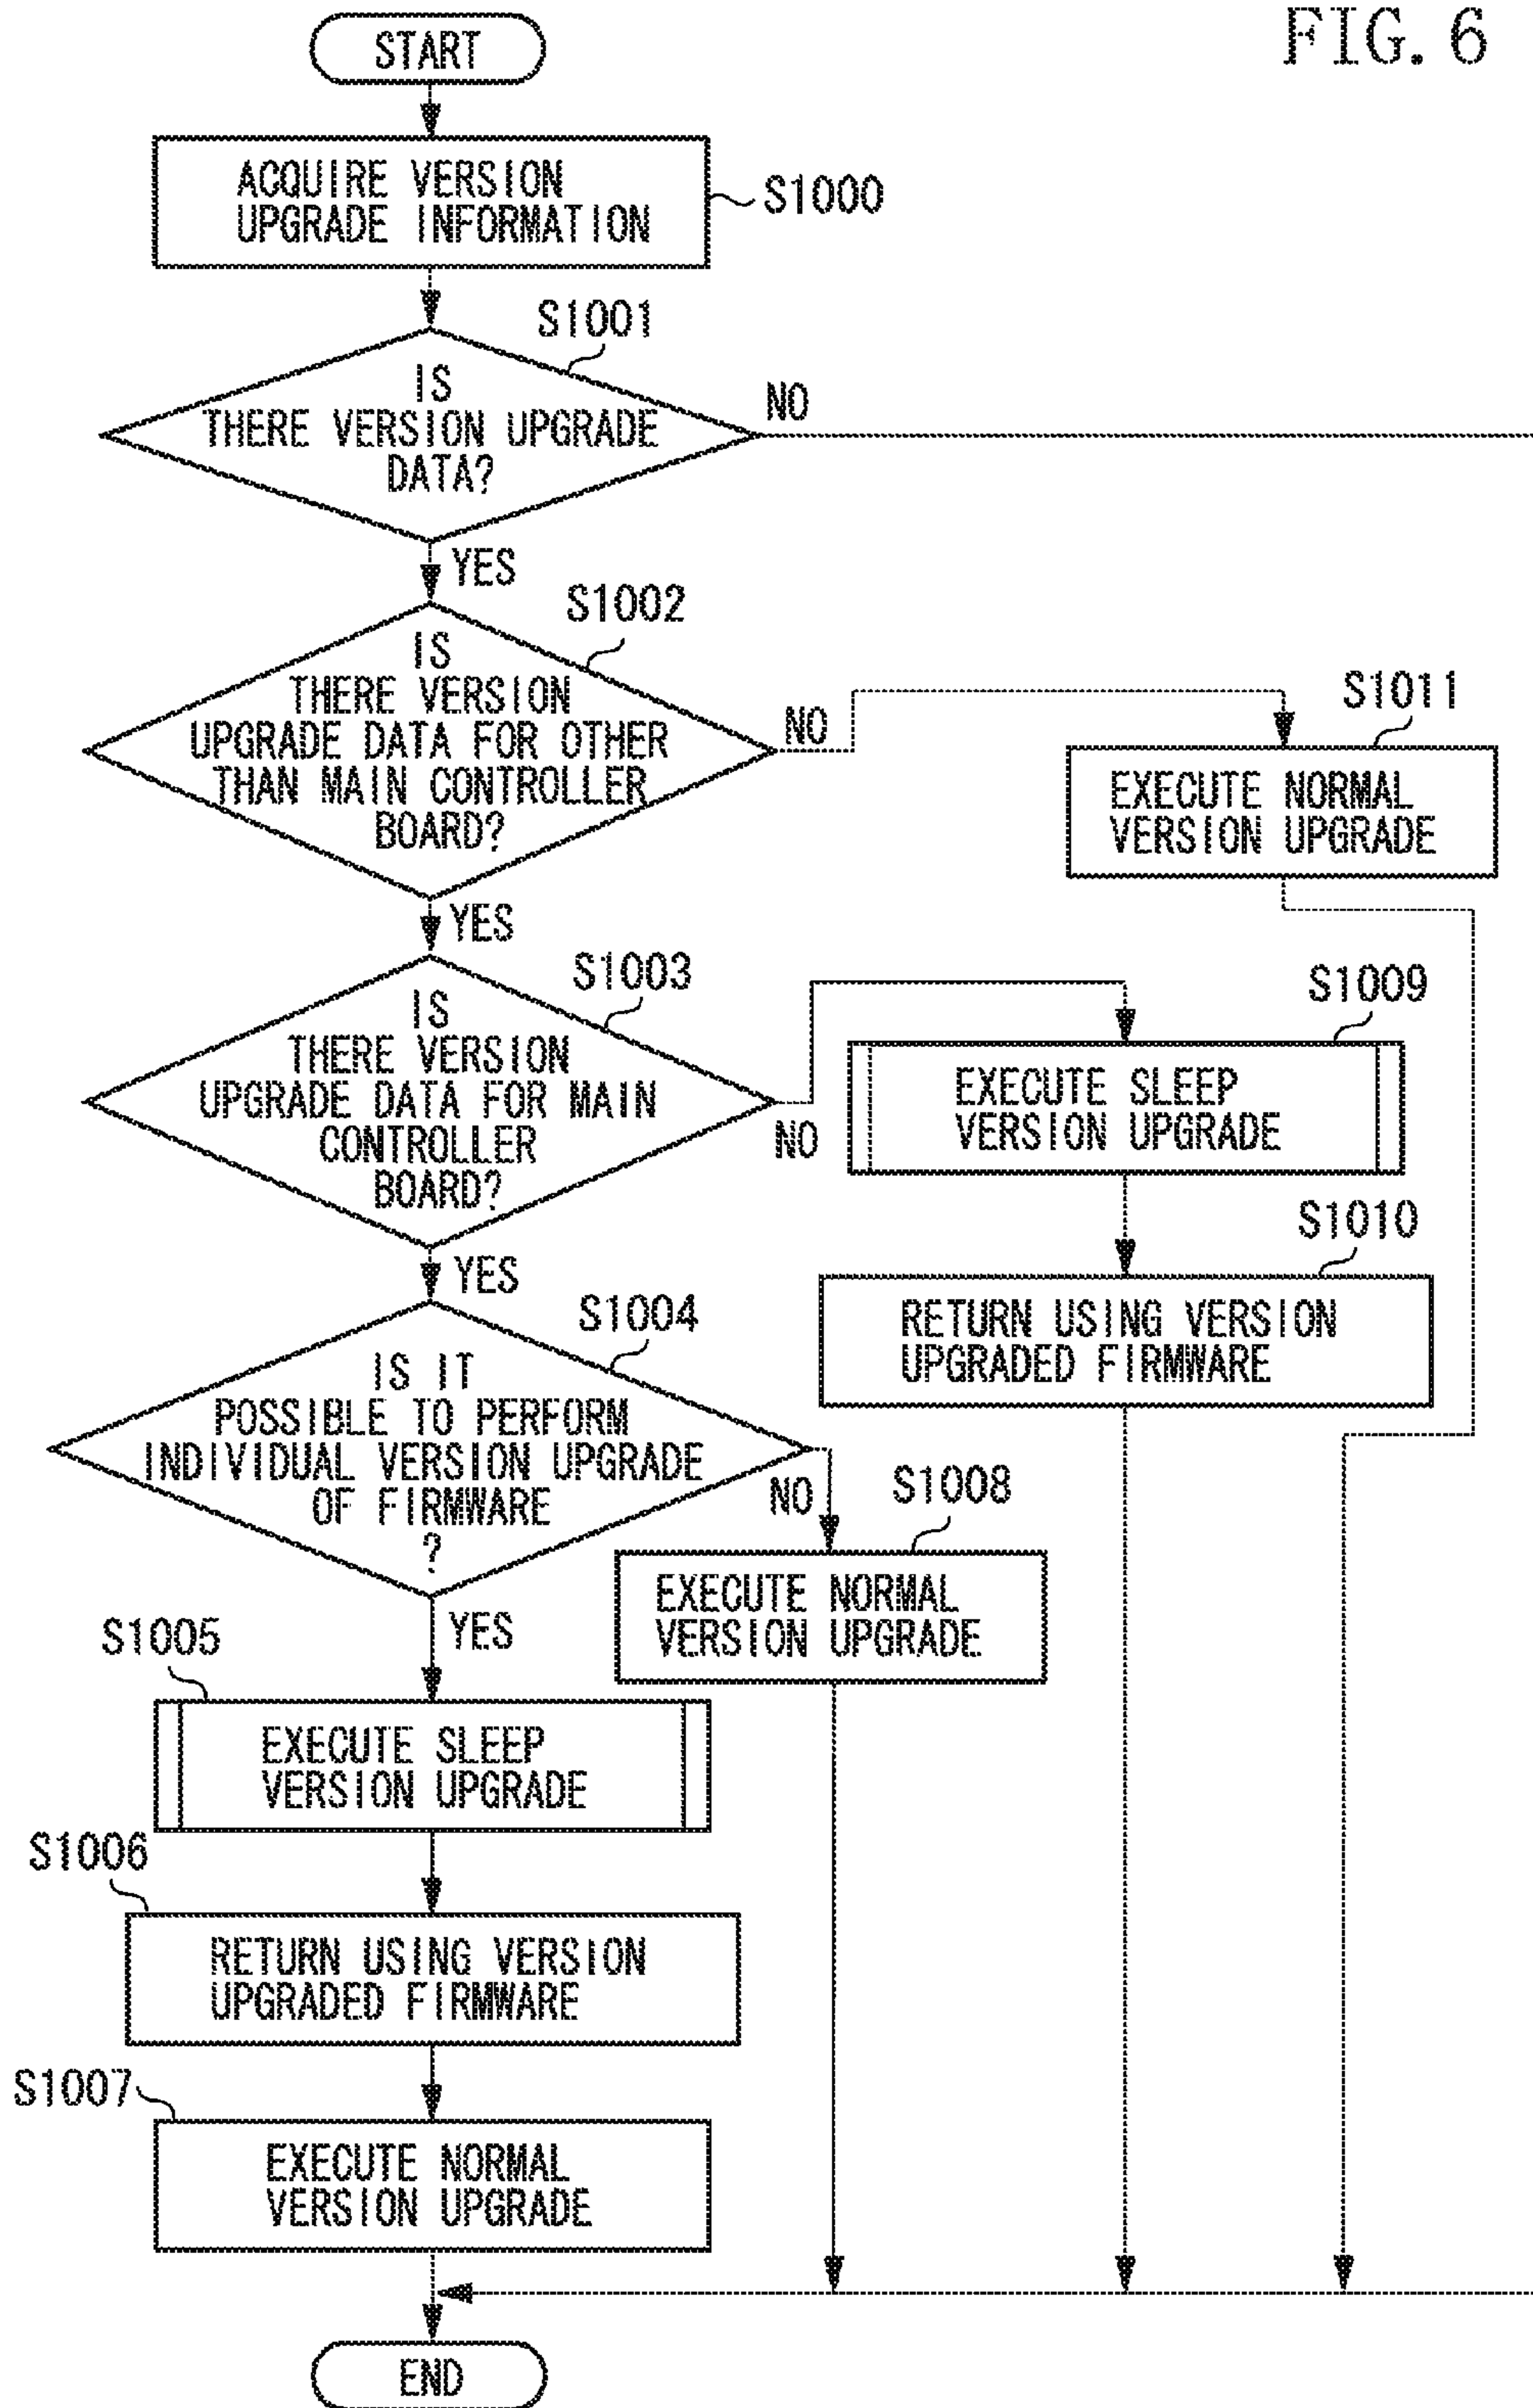 FIG. 6
START
ACQUIRE VERSION
UPGRADE INFORMATION
S1000
S1001
IS
THERE VERSION UPGRADE
DATA?
NO
YES
S1002
IS
THERE VERSION
UPGRADE DATA FOR OTHER
THAN MAIN CONTROLLER
BOARD?
NO
S1011
EXECUTE NORMAL
VERSION UPGRADE
YES
S1003
IS
THERE VERSION
UPGRADE DATA FOR MAIN
CONTROLLER
BOARD?
NO
S1009
EXECUTE SLEEP
VERSION UPGRADE
S1010
RETURN USING VERSION
UPGRADED FIRMWARE
YES
S1004
IS IT
POSSIBLE TO PERFORM
INDIVIDUAL VERSION UPGRADE
OF FIRMWARE
?
NO
S1008
EXECUTE NORMAL
VERSION UPGRADE
YES
S1005
EXECUTE SLEEP
VERSION UPGRADE
S1006
RETURN USING VERSION
UPGRADED FIRMWARE
S1007
EXECUTE NORMAL
VERSION UPGRADE
END